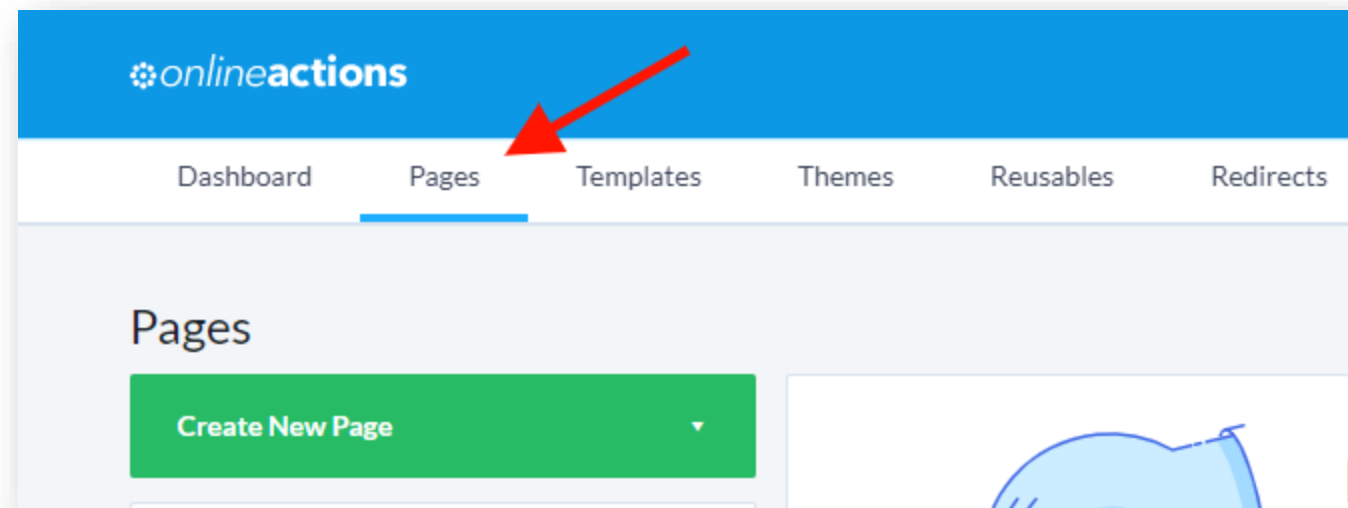 onlineactions
Dashboard Pages Templates Themes Reusables Redirects
Pages
Create New Page